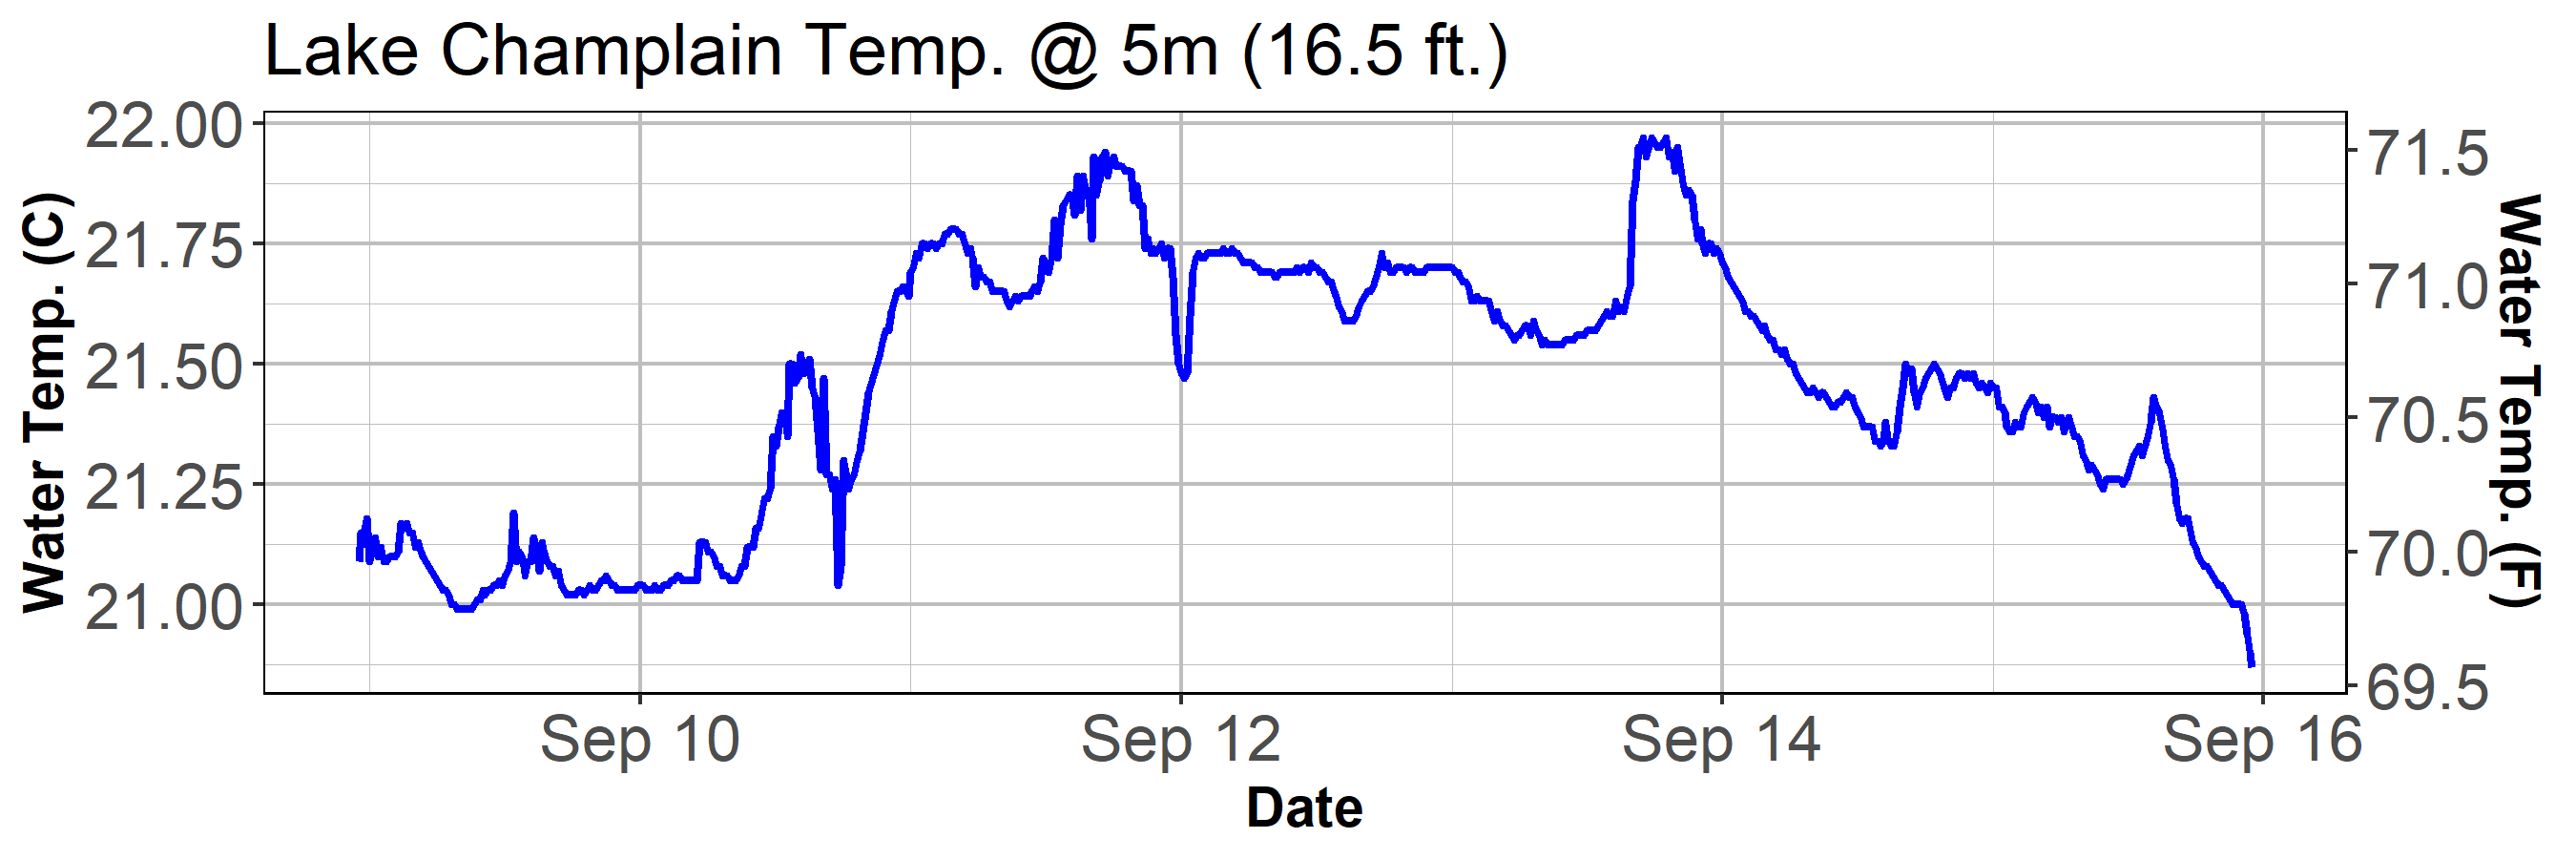 Lake Champlain Temp. @ 5m (16.5 ft.)
Water Temp. (C)
22.00
21.75
21.50
21.25
21.00
71.5
71.0
70.5
70.0
69.5
Water Temp. (F)
Sep 10 Sep 12 Sep 14 Sep 16
Date